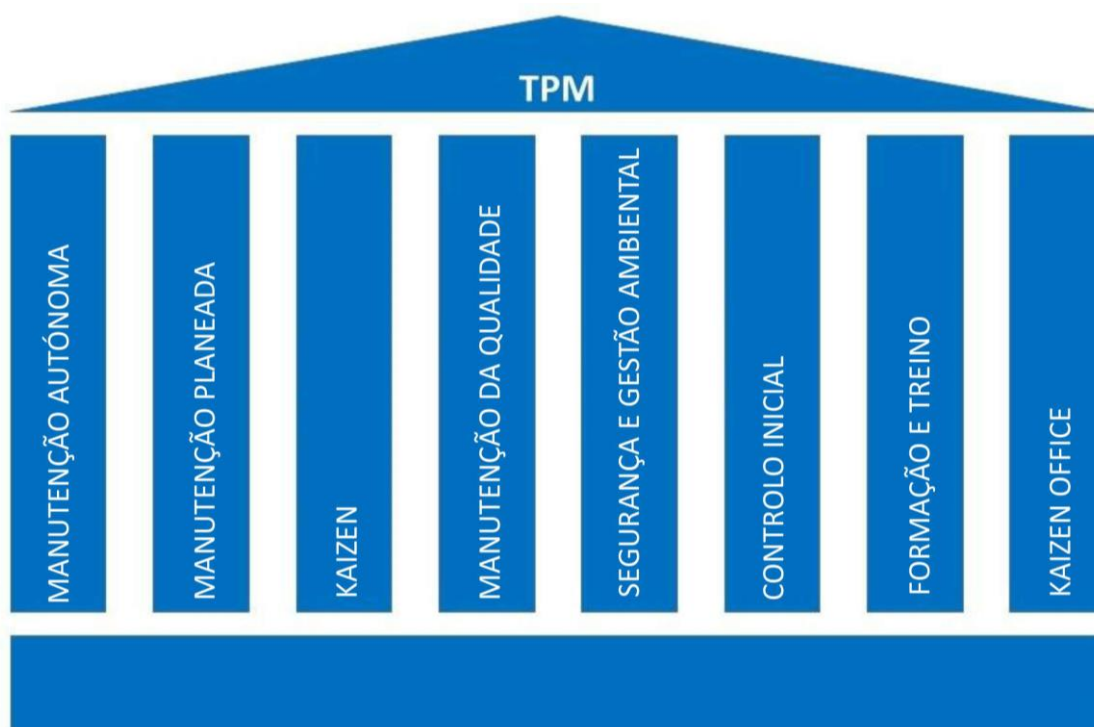 TPM
MANUTENÇÃO AUTÓNOMA
MANUTENÇÃO PLANEADA
KAIZEN
MANUTENÇÃO DA QUALIDADE
SEGURANÇA E GESTÃO AMBIENTAL
CONTROLO INICIAL
FORMAÇÃO E TREINO
KAIZEN OFFICE